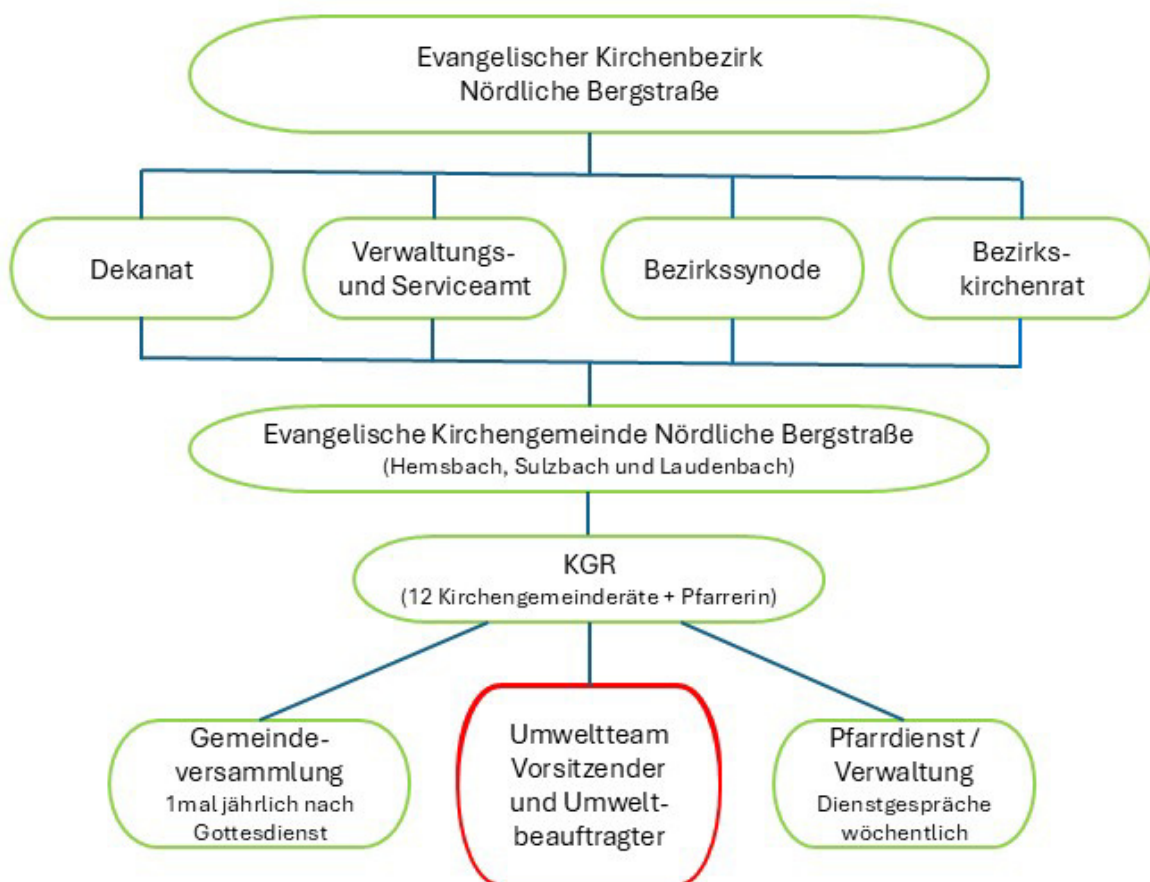 Evangelischer Kirchenbezirk
Nördliche Bergstraße
Dekanat
Verwaltungs-
und Serviceamt
Bezirkssynode
Bezirks-
kirchenrat
Evangelische Kirchengemeinde Nördliche Bergstraße
(Hemsbach, Sulzbach und Laudenbach)
KGR
(12 Kirchengemeinderäte + Pfarrerin)
Gemeinde-
versammlung
1mal jährlich nach
Gottesdienst
Umweltteam
Vorsitzender
und Umwelt-
beauftragter
Pfarrdienst /
Verwaltung
Dienstgespräche
wöchentlich